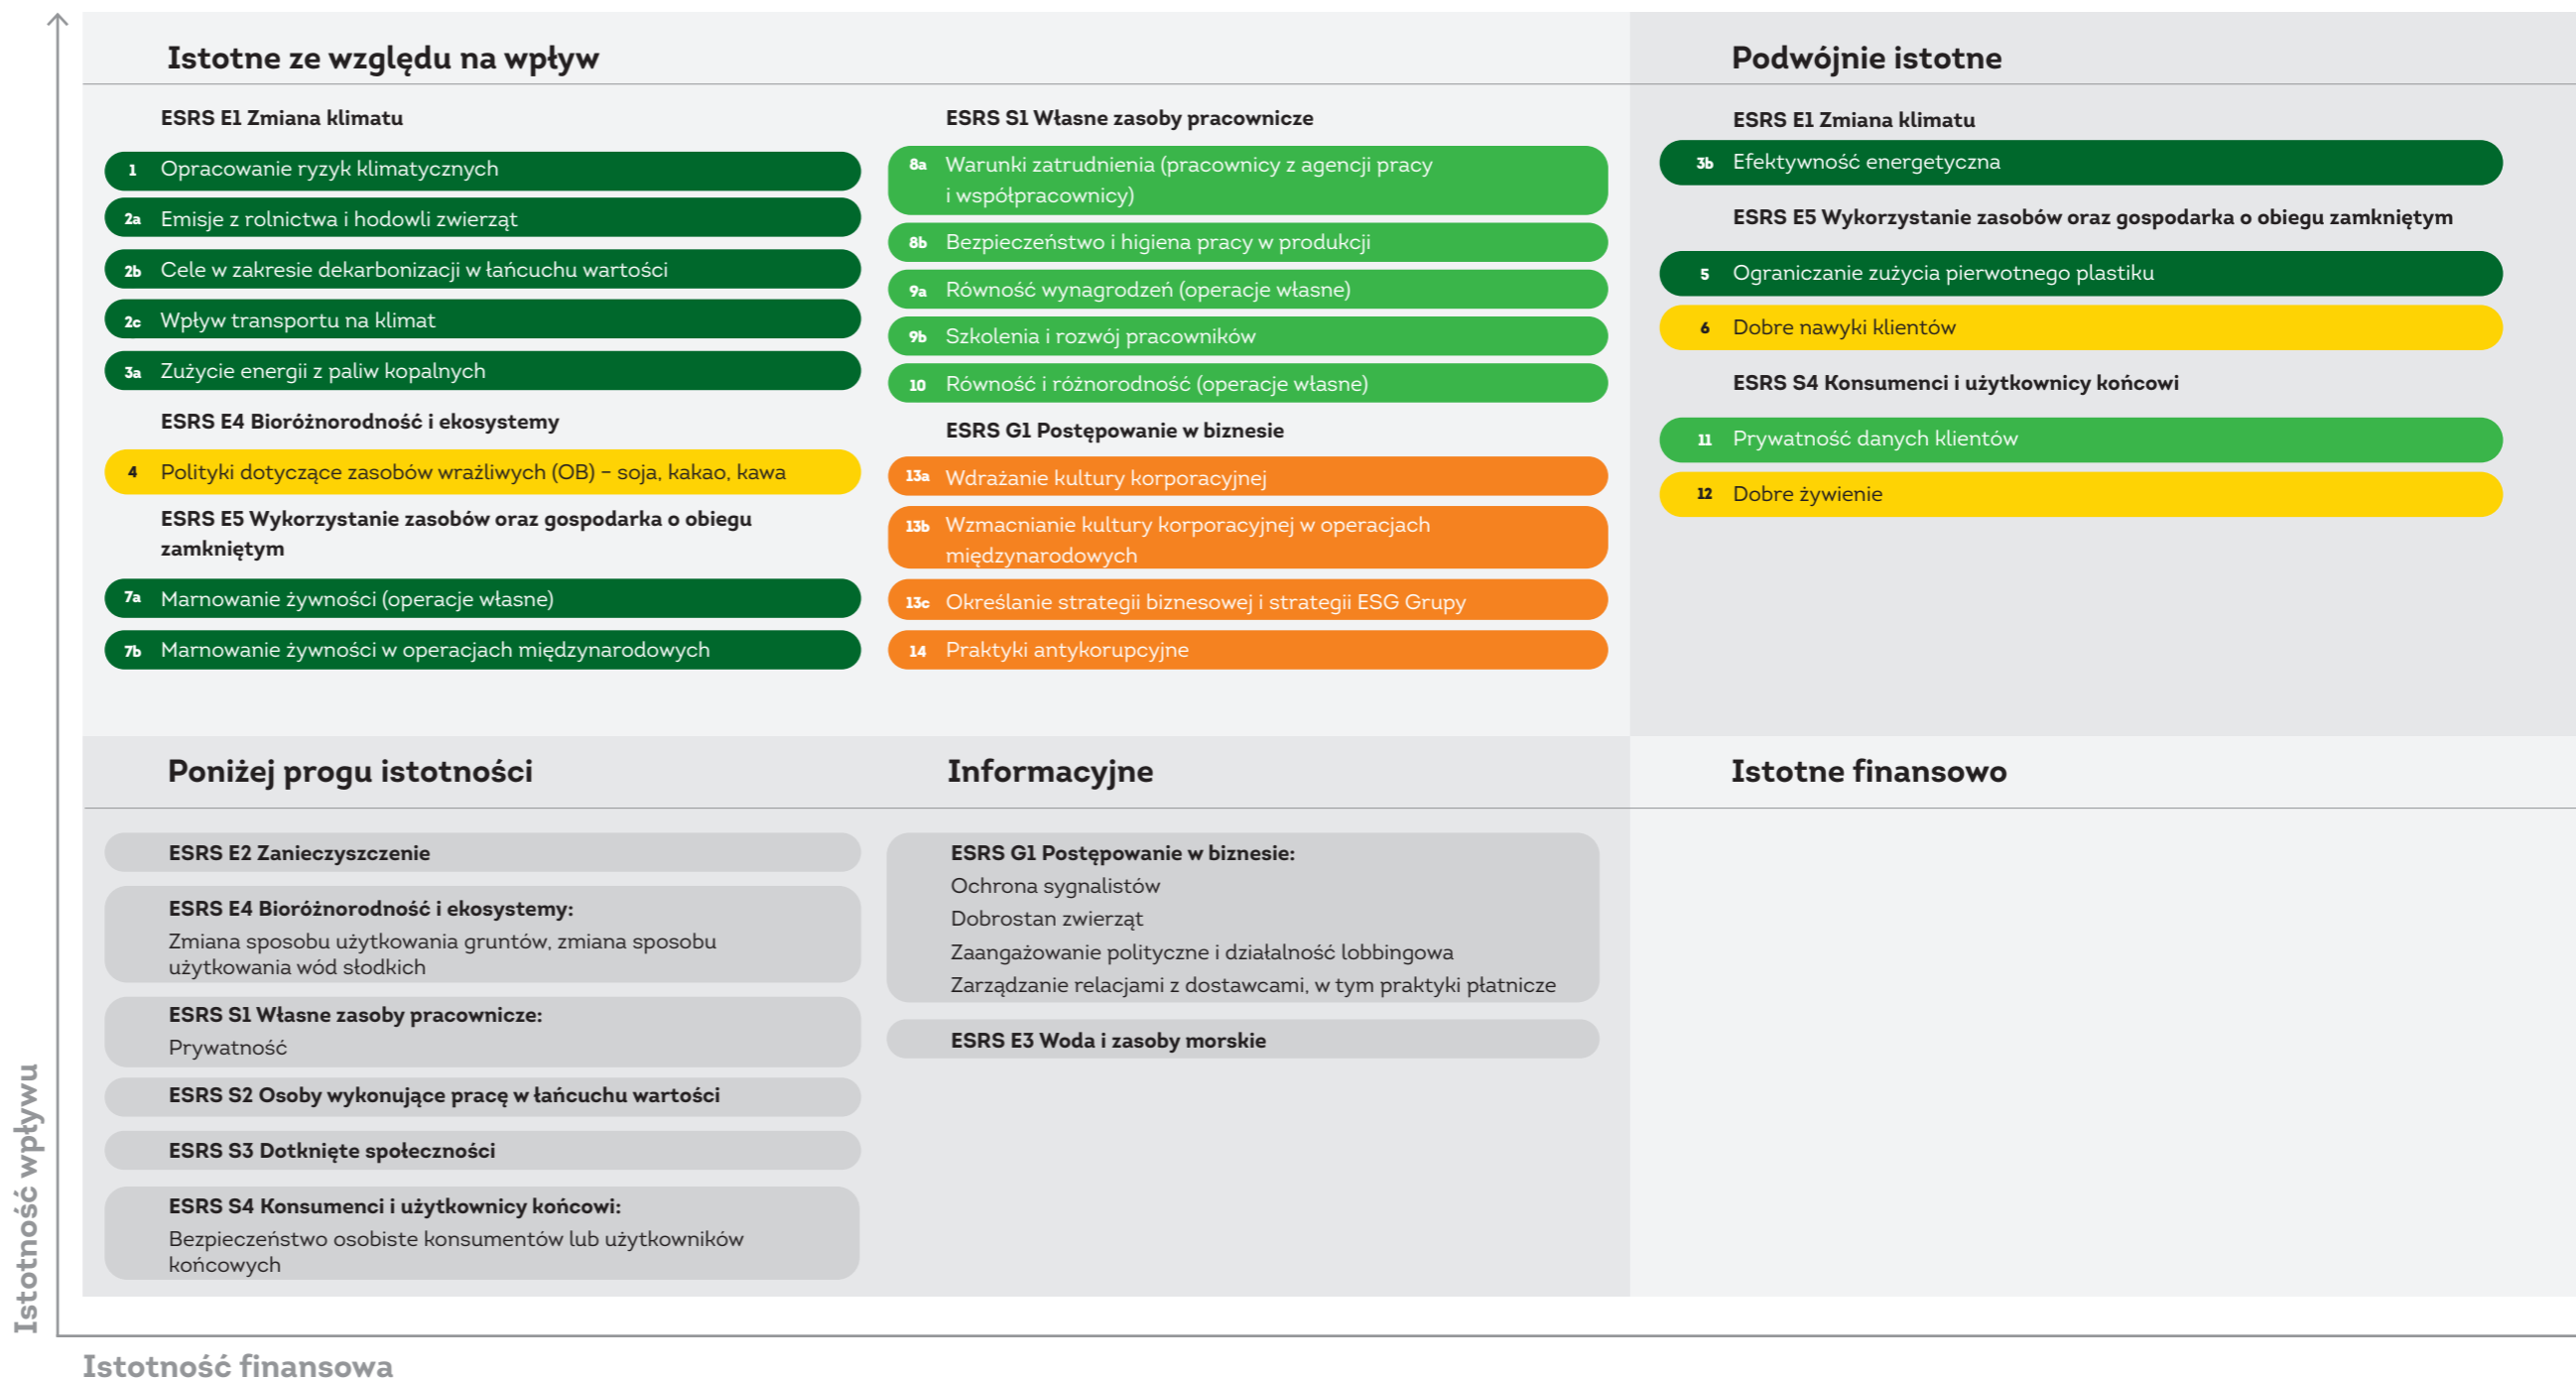 Istotne ze względu na wpływ
ESRS E1 Zmiana klimatu
1 Opracowanie ryzyk klimatycznych
2a Emisje z rolnictwa i hodowli zwierząt
2b Cele w zakresie dekarbonizacji w łańcuchu wartości
2c Wpływ transportu na klimat
3a Zużycie energii z paliw kopalnych
ESRS E4 Bioróżnorodność i ekosystemy
4 Polityki dotyczące zasobów wrażliwych (OB) – soja, kakao, kawa
ESRS E5 Wykorzystanie zasobów oraz gospodarka o obiegu
zamkniętym
7a Marnowanie żywności (operacje własne)
7b Marnowanie żywności w operacjach międzynarodowych
ESRS S1 Własne zasoby pracownicze
8a Warunki zatrudnienia (pracownicy z agencji pracy
i współpracownicy)
8b Bezpieczeństwo i higiena pracy w produkcji
9a Równość wynagrodzeń (operacje własne)
9b Szkolenia i rozwój pracowników
10 Równość i różnorodność (operacje własne)
ESRS G1 Postępowanie w biznesie
13a Wdrażanie kultury korporacyjnej
13b Wzmacnianie kultury korporacyjnej w operacjach
międzynarodowych
13c Określanie strategii biznesowej i strategii ESG Grupy
14 Praktyki antykorupcyjne
Podwójnie istotne
ESRS E1 Zmiana klimatu
3b Efektywność energetyczna
ESRS E5 Wykorzystanie zasobów oraz gospodarka o obiegu zamkniętym
5 Ograniczanie zużycia pierwotnego plastiku
6 Dobre nawyki klientów
ESRS S4 Konsumenci i użytkownicy końcowi
11 Prywatność danych klientów
12 Dobre żywienie
Poniżej progu istotności
ESRS E2 Zanieczyszczenie
ESRS E4 Bioróżnorodność i ekosystemy:
Zmiana sposobu użytkowania gruntów, zmiana sposobu
użytkowania wód słodkich
ESRS S1 Własne zasoby pracownicze:
Prywatność
ESRS S2 Osoby wykonujące pracę w łańcuchu wartości
ESRS S3 Dotknięte społeczności
ESRS S4 Konsumenci i użytkownicy końcowi:
Bezpieczeństwo osobiste konsumentów lub użytkowników
końcowych
Informacyjne
ESRS G1 Postępowanie w biznesie:
Ochrona sygnalistów
Dobrostan zwierząt
Zaangażowanie polityczne i działalność lobbingowa
Zarządzanie relacjami z dostawcami, w tym praktyki płatnicze
ESRS E3 Woda i zasoby morskie
Istotne finansowo
Istotność wpływu
Istotność finansowa